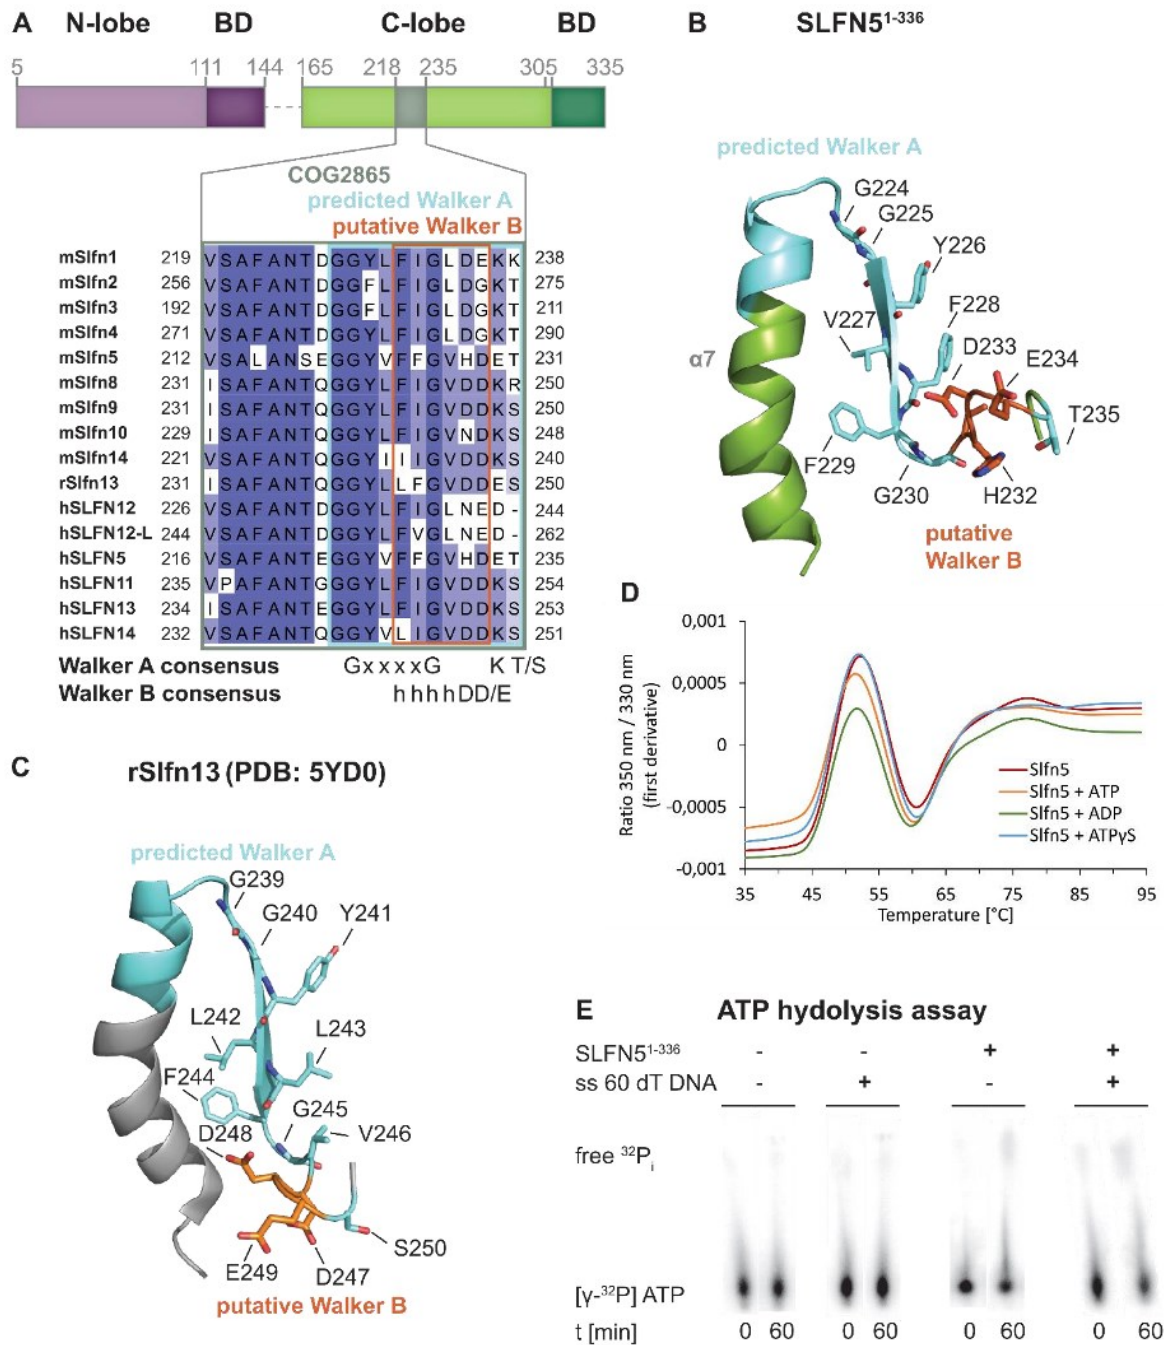 A N-lobe BD C-lobe BD
5 111 144 165 218 235 305 335
COG2865
predicted Walker A
putative Walker B
mSlfn1 219 VSAFANTDGGYLFIGLDEKK 238
mSlfn2 256 VSAFANTDGGFLFIGLDGKT 275
mSlfn3 192 VSAFANTDGGFLFIGLDGKT 211
mSlfn4 271 VSAFANTDGGYLFIGLDGKT 290
mSlfn5 212 VSALANSEGGYVFFGVHDET 231
mSlfn8 231 ISAFANTQGGYLFIGVDDKR 250
mSlfn9 231 ISAFANTQGGYLFIGVDDKS 250
mSlfn10 229 ISAFANTQGGYLFIGVNDKS 248
mSlfn14 221 VSAFANTQGGYIIIGVDDKS 240
rSlfn13 231 ISAFANTQGGYLLFGVDDES 250
hSLFN12 226 VSAFANTDGGYLFIGLNED- 244
hSLFN12-L 244 VSAFANTDGGYLFVGLNED- 262
hSLFN5 216 VSAFANTEGGYVFFGVHDET 235
hSLFN11 235 VPAFANTGGGYLFIGVDDKS 254
hSLFN13 234 ISAFANTEGGYLFIGVDDKS 253
hSLFN14 232 VSAFANTQGGYVLIGVDDKS 251
Walker A consensus GxxxxG K T/S
Walker B consensus hhhhDD/E
B SLFN5¹⁻³³⁶
predicted Walker A
G224
G225
Y226
V227
F228
α7
D233
E234
T235
F229
G230
H232
putative
Walker B
C rSlfn13 (PDB: 5YD0)
predicted Walker A
G239
G240
Y241
L242
L243
F244
G245
D248
V246
S250
E249
D247
putative Walker B
D
0,001
0,0005
0
-0,0005
-0,001
Ratio 350 nm / 330 nm
(first derivative)
Slfn5
Slfn5 + ATP
Slfn5 + ADP
Slfn5 + ATPγS
35 45 55 65 75 85 95
Temperature [°C]
E ATP hydolysis assay
SLFN5¹⁻³³⁶ - - + +
ss 60 dT DNA - + - +
free ³²Pᵢ
[γ-³²P] ATP
t [min] 0 60 0 60 0 60 0 60